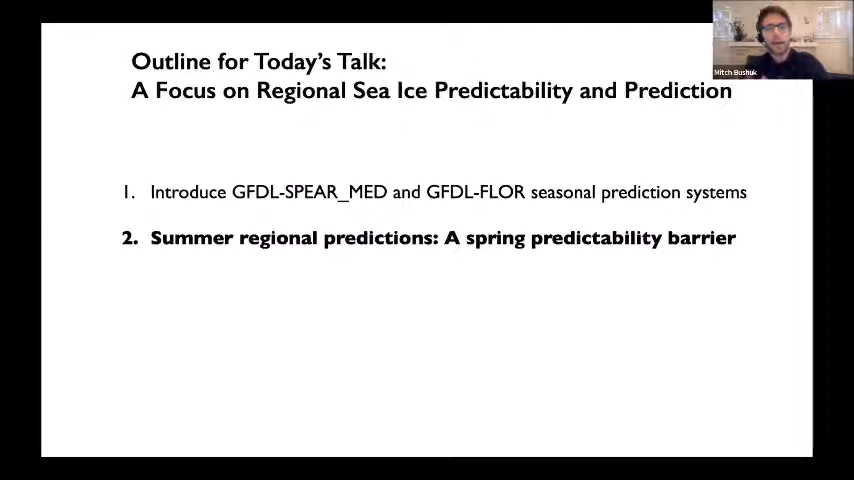 Outline for Today's Talk:
A Focus on Regional Sea Ice Predictability and Prediction
Mitch Bushuk
1. Introduce GFDL-SPEAR_MED and GFDL-FLOR seasonal prediction systems
2. Summer regional predictions: A spring predictability barrier